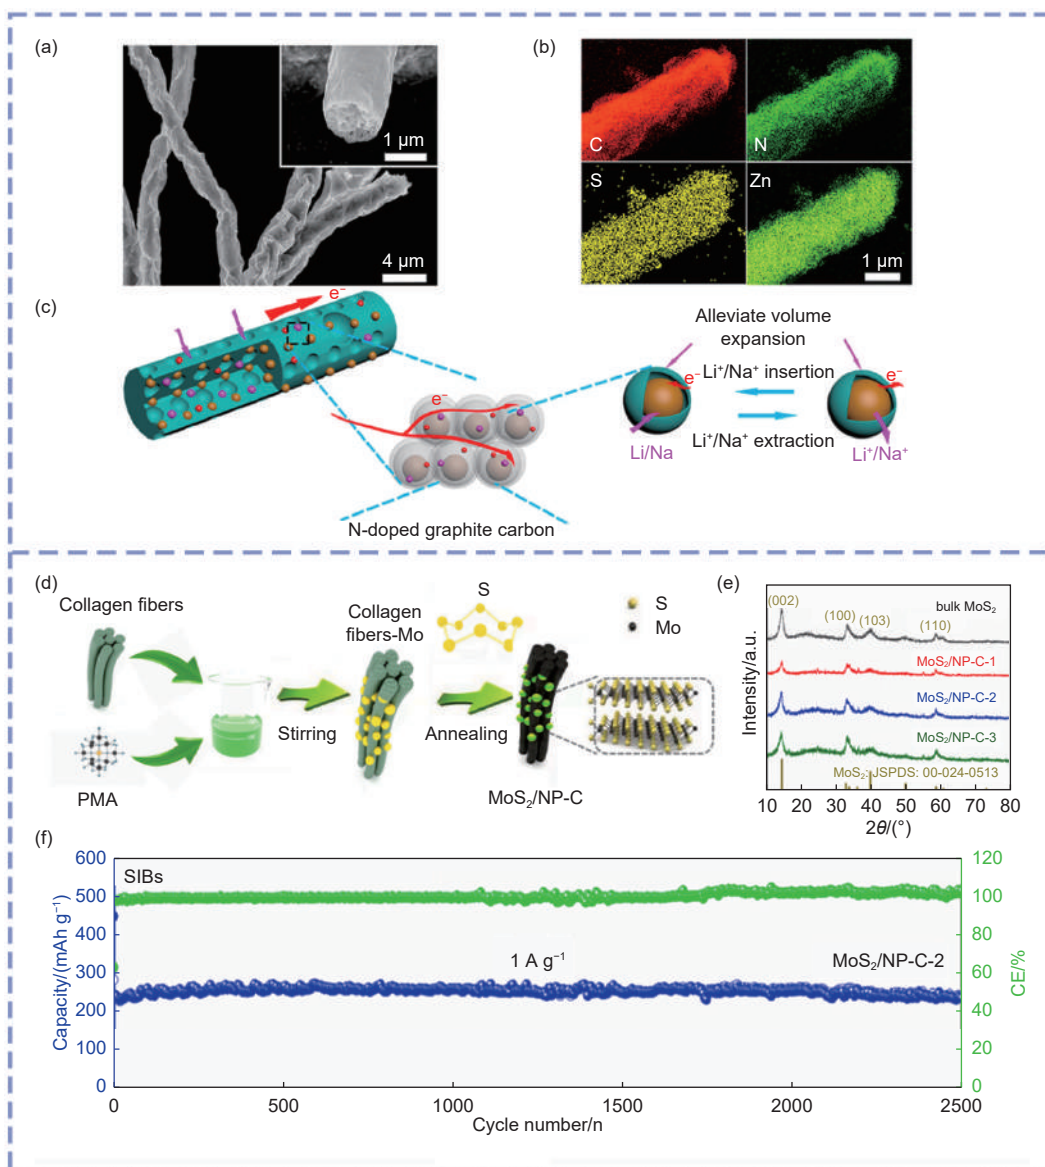 (a)
1 μm
4 μm
(b)
C
N
S
Zn
1 μm
(c)
e⁻
e⁻
N-doped graphite carbon
Alleviate volume
expansion
e⁻
Li⁺/Na⁺ insertion
e⁻
Li⁺/Na⁺ extraction
Li/Na
Li⁺/Na⁺
(d)
Collagen fibers
PMA
Stirring
Collagen
fibers-Mo
S
Annealing
MoS₂/NP-C
S
Mo
(e)
(002)
(100)
(103)
(110)
bulk MoS₂
MoS₂/NP-C-1
MoS₂/NP-C-2
MoS₂/NP-C-3
MoS₂: JSPDS: 00-024-0513
Intensity/a.u.
10 20 30 40 50 60 70 80
2θ/(°)
(f)
SIBs
1 A g⁻¹
MoS₂/NP-C-2
Capacity/(mAh g⁻¹)
600
500
400
300
200
100
0
CE/%
120
100
80
60
40
20
0
0 500 1000 1500 2000 2500
Cycle number/n